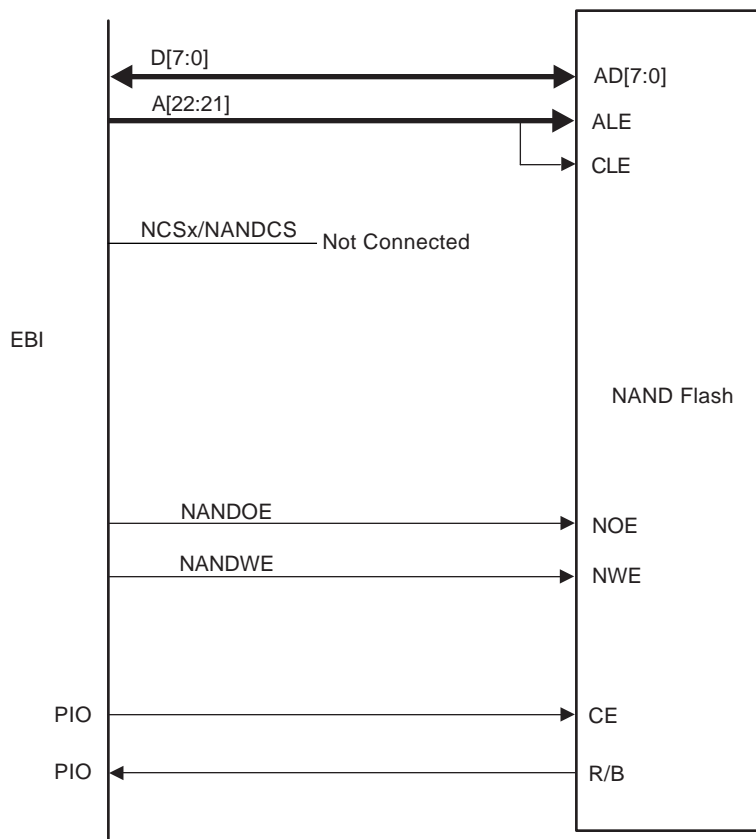 D[7:0]
AD[7:0]
A[22:21]
ALE
CLE
NCSx/NANDCS
Not Connected
EBI
NAND Flash
NANDOE
NOE
NANDWE
NWE
PIO
CE
PIO
R/B